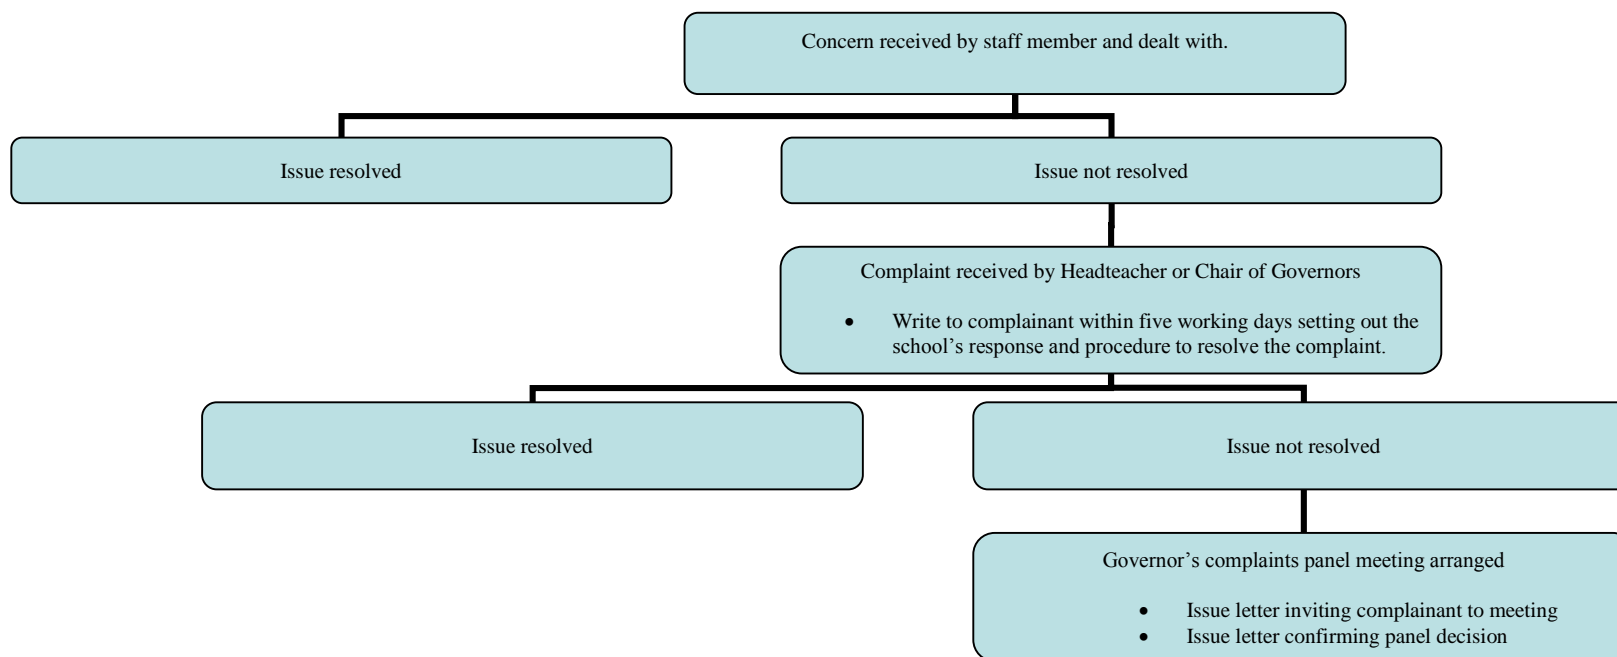 Concern received by staff member and dealt with.
Issue resolved
Issue not resolved
Complaint received by Headteacher or Chair of Governors
• Write to complainant within five working days setting out the
school’s response and procedure to resolve the complaint.
Issue resolved
Issue not resolved
Governor’s complaints panel meeting arranged
• Issue letter inviting complainant to meeting
• Issue letter confirming panel decision